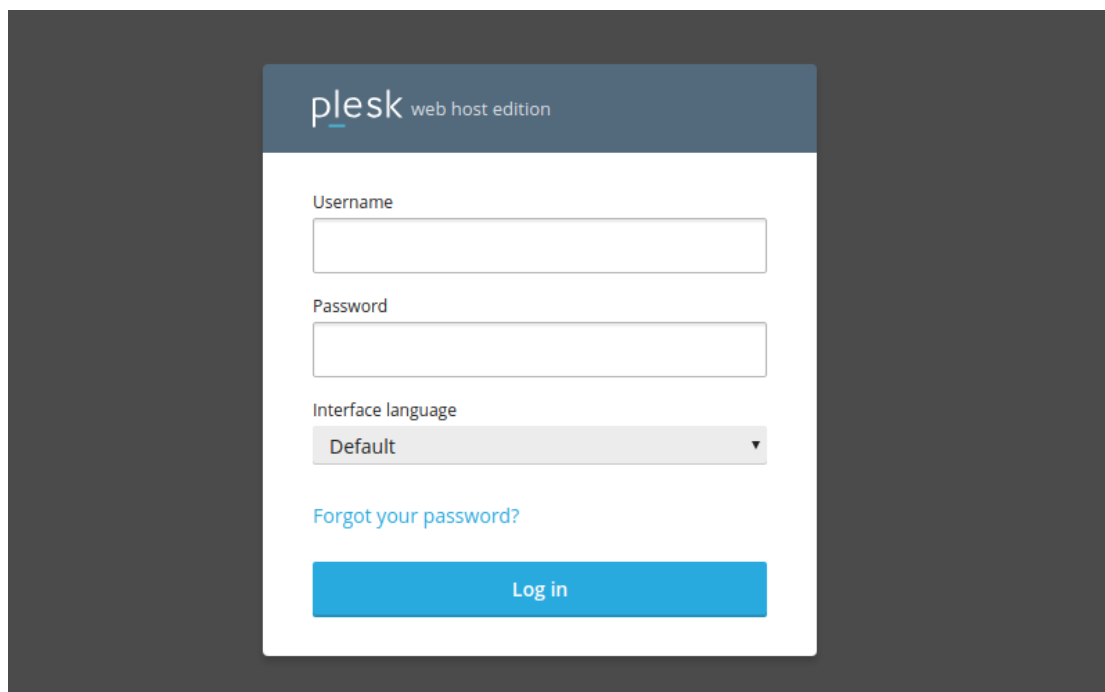 plesk web host edition
Username
Password
Interface language
Default
Forgot your password?
Log in